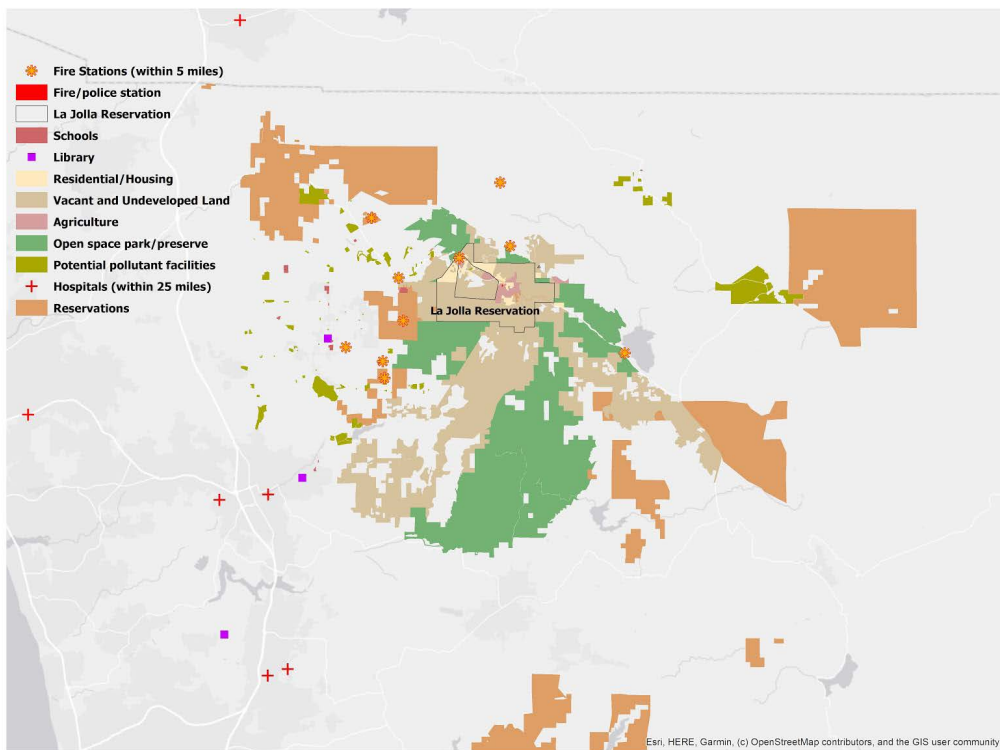 Fire Stations (within 5 miles)
Fire/police station
La Jolla Reservation
Schools
Library
Residential/Housing
Vacant and Undeveloped Land
Agriculture
Open space park/preserve
Potential pollutant facilities
Hospitals (within 25 miles)
Reservations
La Jolla Reservation
Esri, HERE, Garmin, (c) OpenStreetMap contributors, and the GIS user community